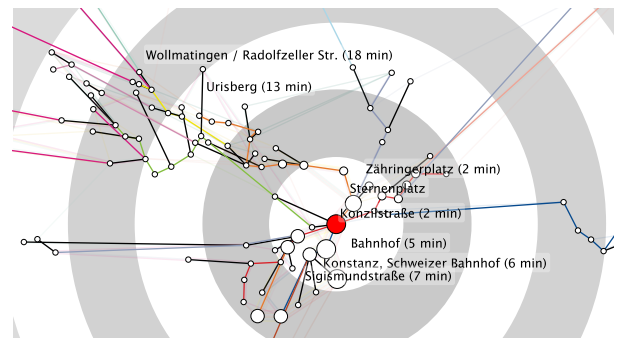 Wollmatingen / Radolfzeller Str. (18 min)
Urisberg (13 min)
Zähringerplatz (2 min)
Sternenplatz
Konzilstraße (2 min)
Bahnhof (5 min)
Konstanz, Schweizer Bahnhof (6 min)
Sigismundstraße (7 min)